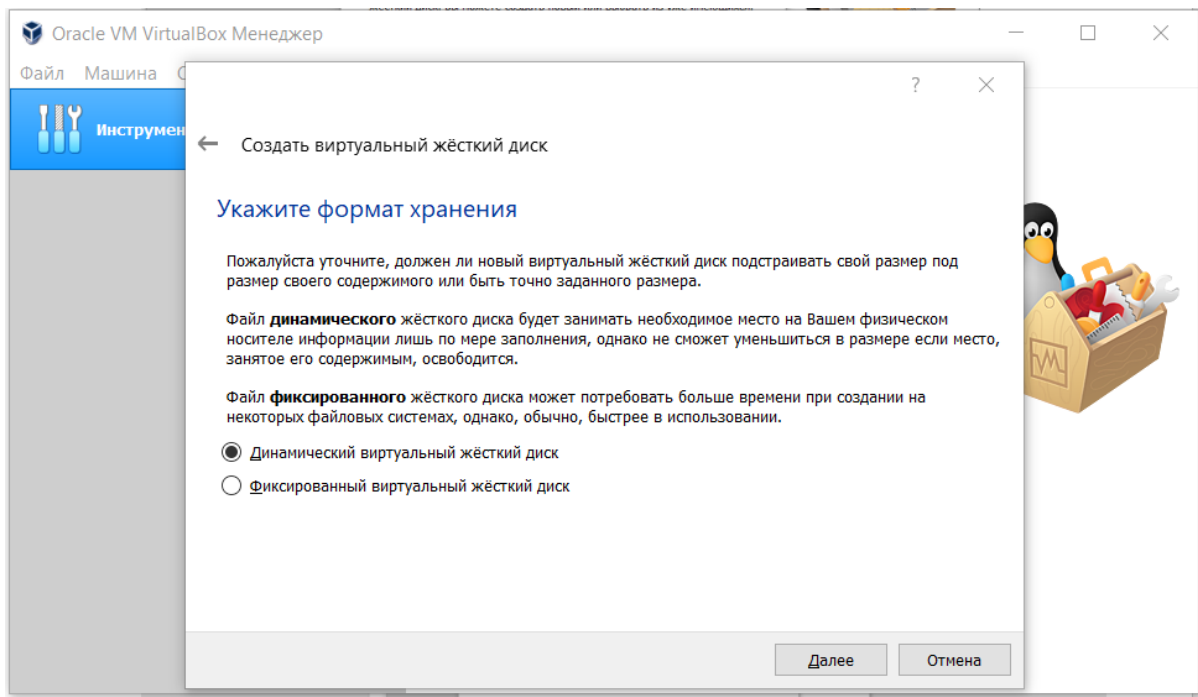 Oracle VM VirtualBox Менеджер
Файл Машина С
Инструмен
Создать виртуальный жёсткий диск
Укажите формат хранения
Пожалуйста уточните, должен ли новый виртуальный жёсткий диск подстраивать свой размер под
размер своего содержимого или быть точно заданного размера.
Файл динамического жёсткого диска будет занимать необходимое место на Вашем физическом
носителе информации лишь по мере заполнения, однако не сможет уменьшиться в размере если место,
занятое его содержимым, освободится.
Файл фиксированного жёсткого диска может потребовать больше времени при создании на
некоторых файловых системах, однако, обычно, быстрее в использовании.
Динамический виртуальный жёсткий диск
Фиксированный виртуальный жёсткий диск
Далее Отмена